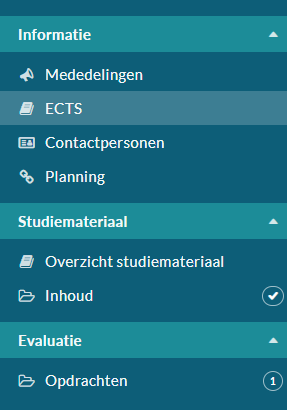 Informatie
Mededelingen
ECTS
Contactpersonen
Planning
Studiemateriaal
Overzicht studiemateriaal
Inhoud
Evaluatie
Opdrachten 1